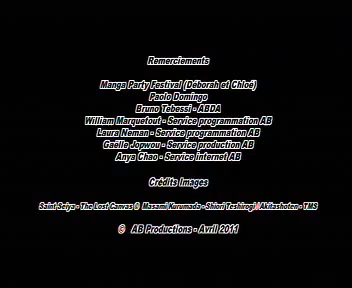 Remerciements
Manga Party Festival (Déborah et Chloé)
Paolo Domingo
Bruno Tebessi - ABDA
William Marquetout - Service programmation AB
Laura Neman - Service programmation AB
Gaëlle Jopwou - Service production AB
Anya Chao - Service internet AB
Crédits Images
Saint Seiya - The Lost Canvas © Masami Kurumada - Shiori Teshirogi / Akitashoten - TMS
© AB Productions - Avril 2011